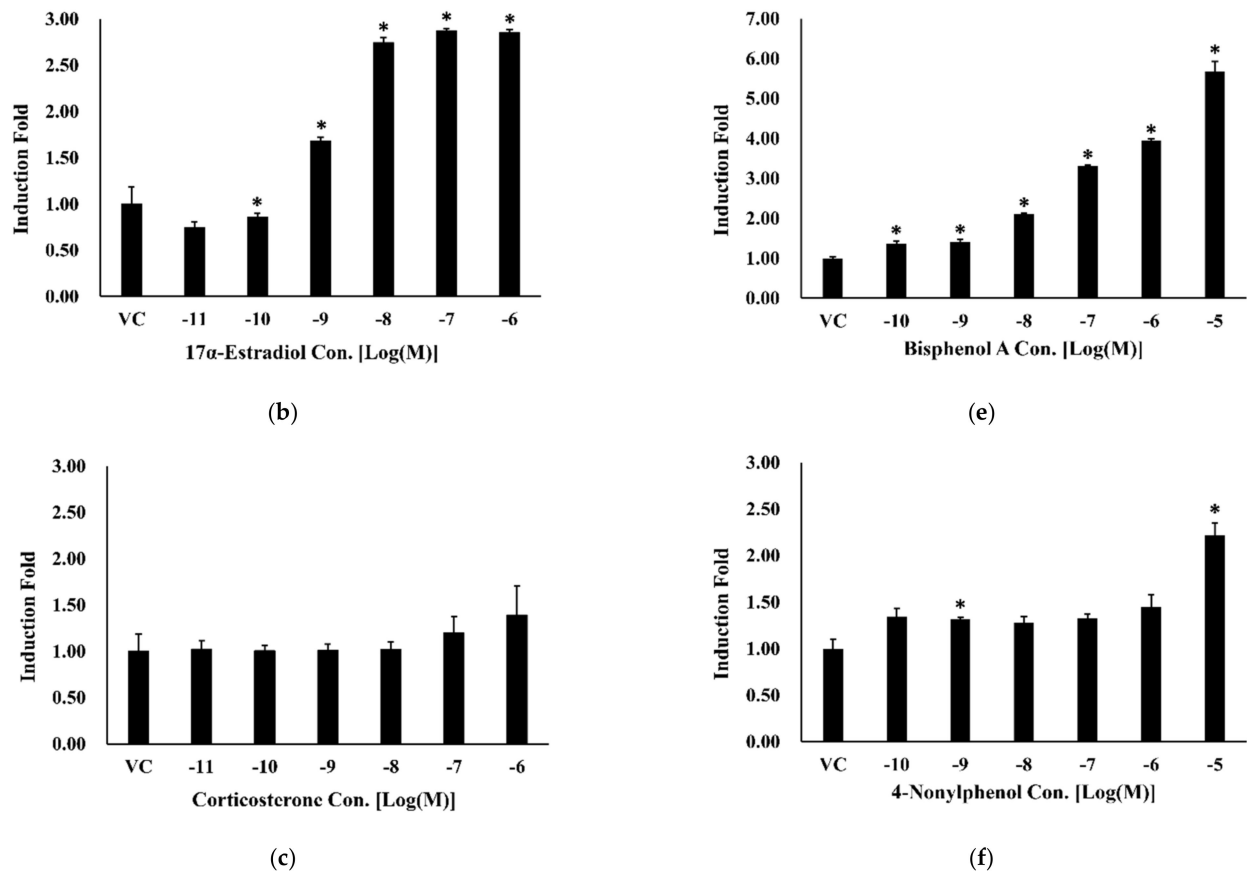 3.00
2.50
2.00
1.50
1.00
0.50
0.00
Induction Fold
* * * * *
VC -11 -10 -9 -8 -7 -6
17α-Estradiol Con. [Log(M)]
(b)
7.00
6.00
5.00
4.00
3.00
2.00
1.00
0.00
Induction Fold
* * * * * *
VC -10 -9 -8 -7 -6 -5
Bisphenol A Con. [Log(M)]
(e)
3.00
2.50
2.00
1.50
1.00
0.50
0.00
Induction Fold
VC -11 -10 -9 -8 -7 -6
Corticosterone Con. [Log(M)]
(c)
3.00
2.50
2.00
1.50
1.00
0.50
0.00
Induction Fold
* *
VC -10 -9 -8 -7 -6 -5
4-Nonylphenol Con. [Log(M)]
(f)